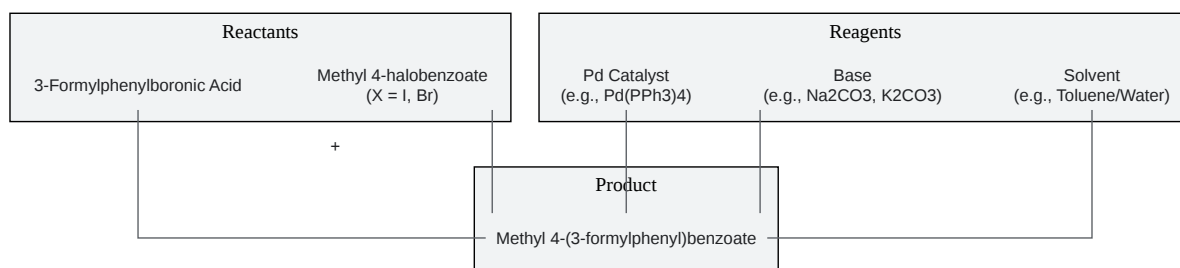 Reactants
3-Formylphenylboronic Acid
Methyl 4-halobenzoate
(X = I, Br)
+
Reagents
Pd Catalyst
(e.g., Pd(PPh3)4)
Base
(e.g., Na2CO3, K2CO3)
Solvent
(e.g., Toluene/Water)
Product
Methyl 4-(3-formylphenyl)benzoate